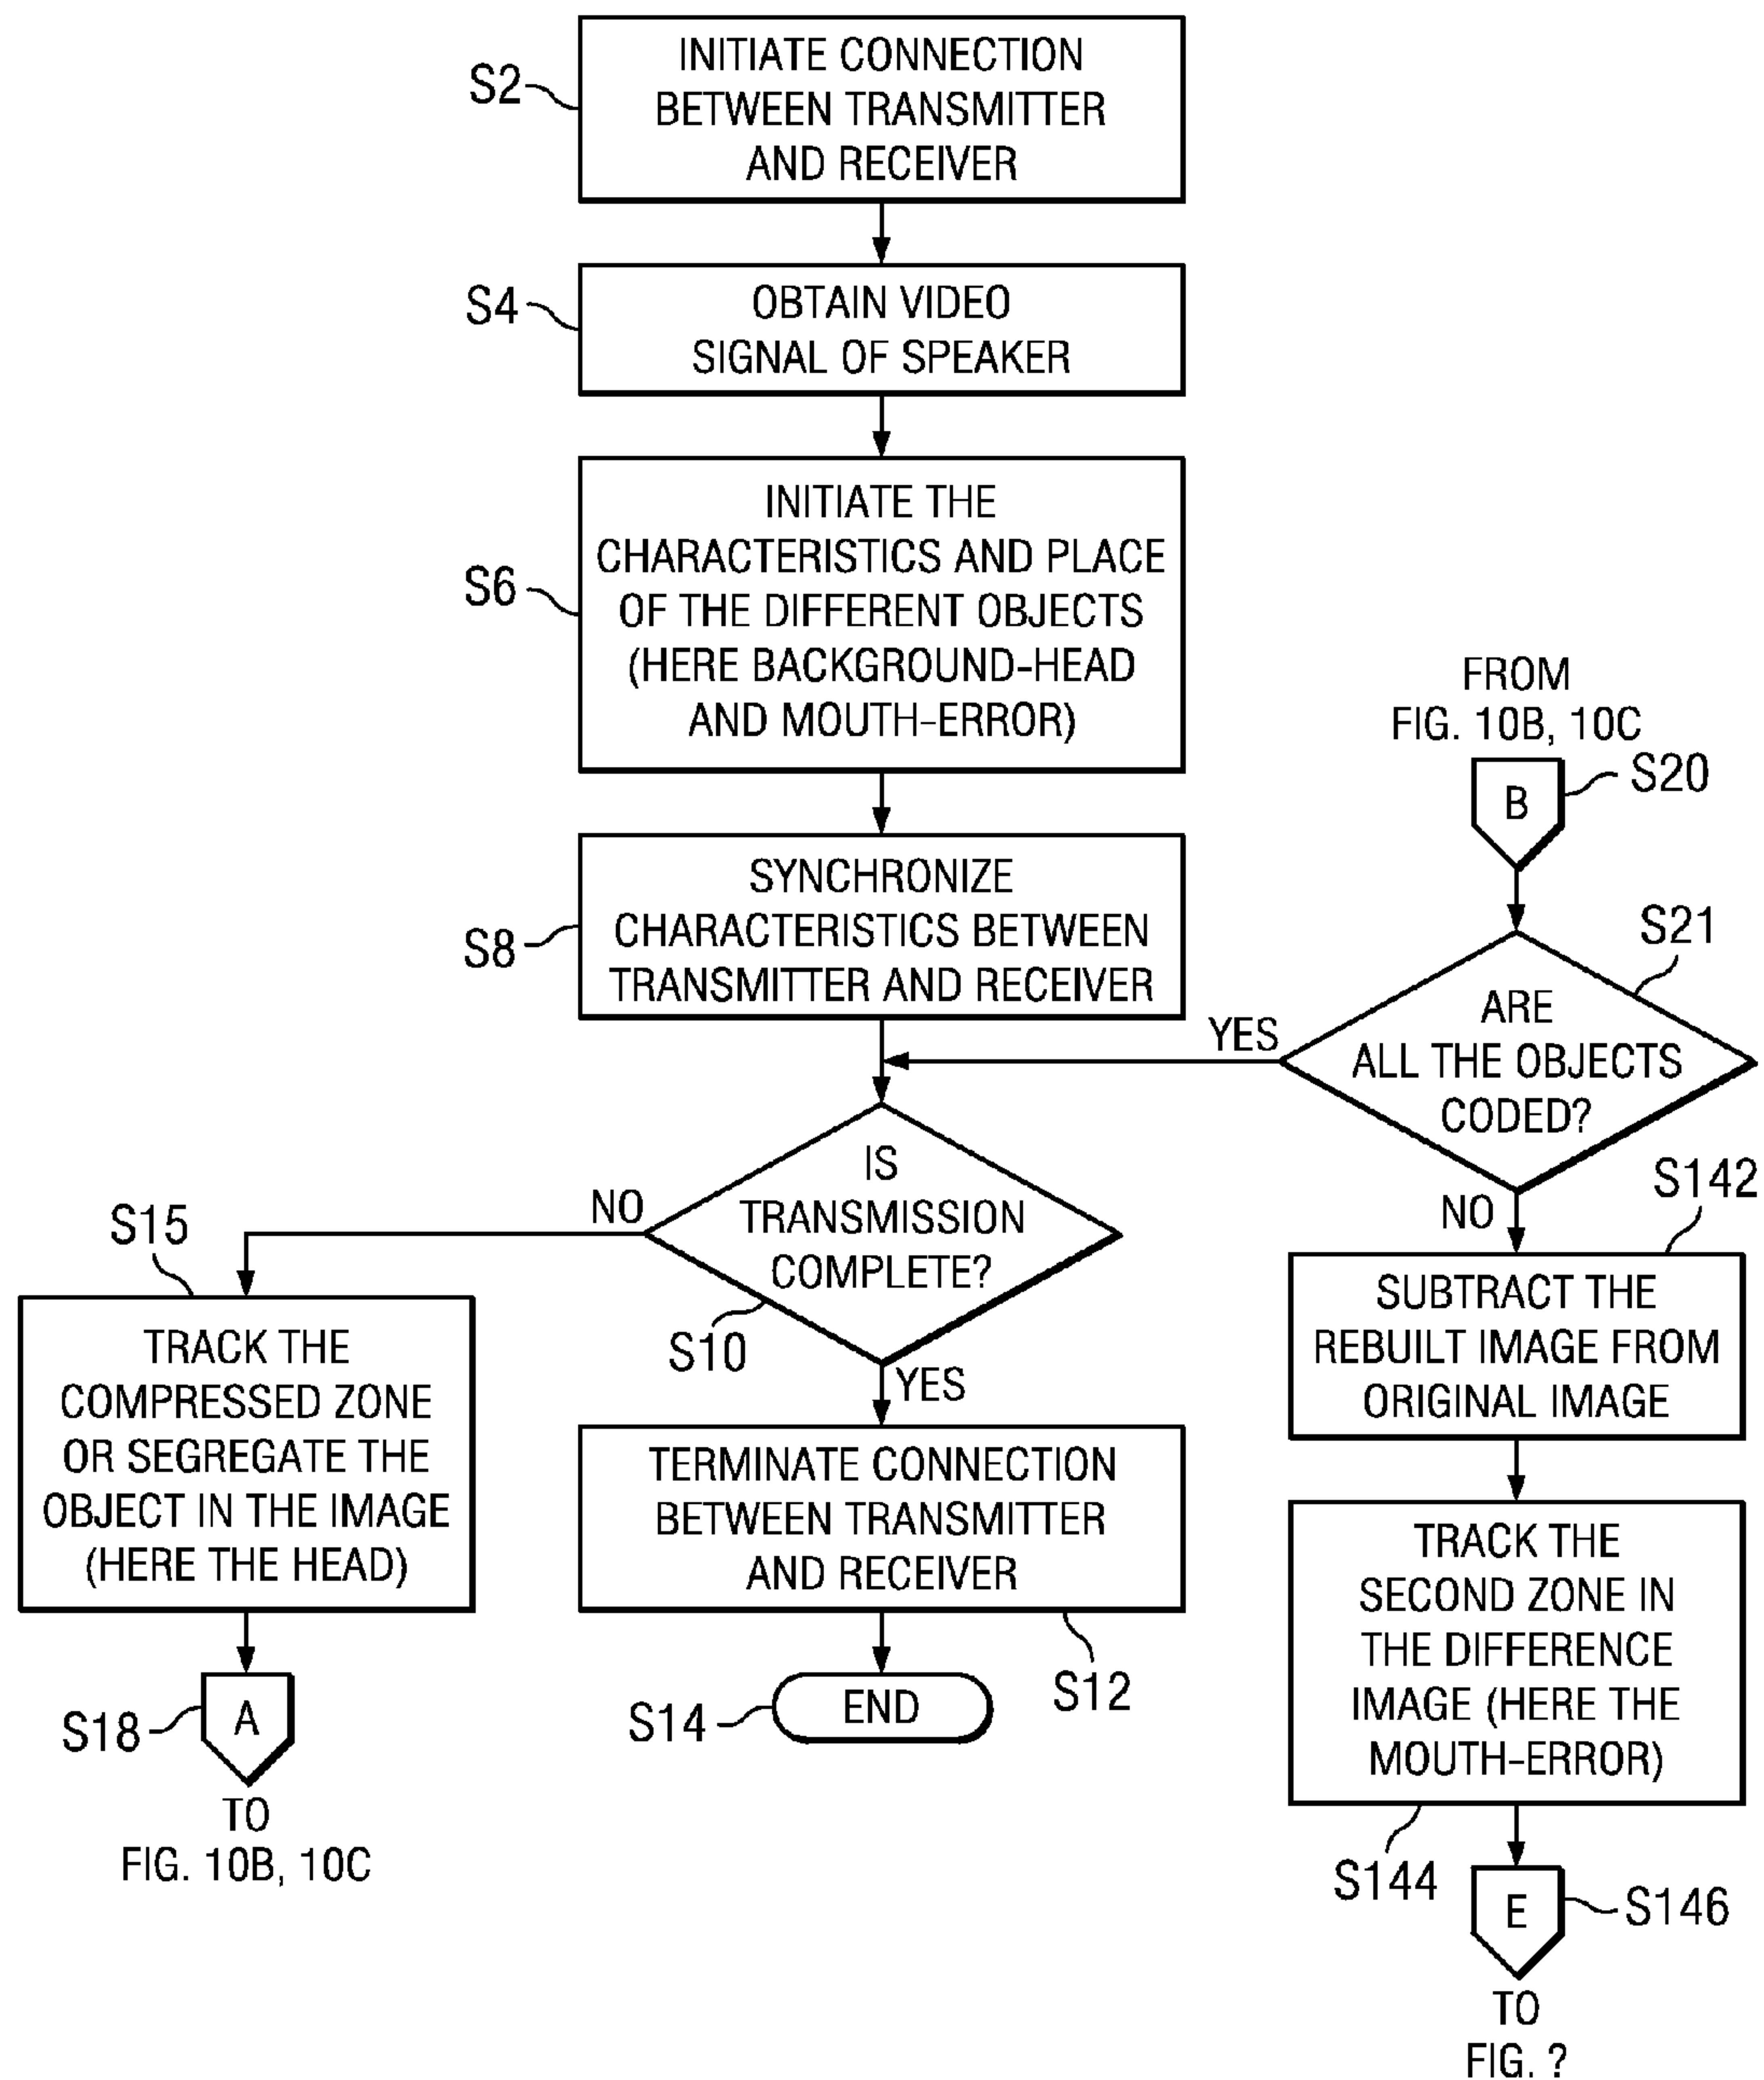 S2
INITIATE CONNECTION
BETWEEN TRANSMITTER
AND RECEIVER
S4
OBTAIN VIDEO
SIGNAL OF SPEAKER
S6
INITIATE THE
CHARACTERISTICS AND PLACE
OF THE DIFFERENT OBJECTS
(HERE BACKGROUND-HEAD
AND MOUTH-ERROR)
S8
SYNCHRONIZE
CHARACTERISTICS BETWEEN
TRANSMITTER AND RECEIVER
IS
TRANSMISSION
COMPLETE?
S10
NO
YES
S15
TRACK THE
COMPRESSED ZONE
OR SEGREGATE THE
OBJECT IN THE IMAGE
(HERE THE HEAD)
S18
A
TO
FIG. 10B, 10C
TERMINATE CONNECTION
BETWEEN TRANSMITTER
AND RECEIVER
S12
S14
END
FROM
FIG. 10B, 10C
B
S20
S21
ARE
ALL THE OBJECTS
CODED?
YES
NO
S142
SUBTRACT THE
REBUILT IMAGE FROM
ORIGINAL IMAGE
TRACK THE
SECOND ZONE IN
THE DIFFERENCE
IMAGE (HERE THE
MOUTH-ERROR)
S144
E
S146
TO
FIG. ?